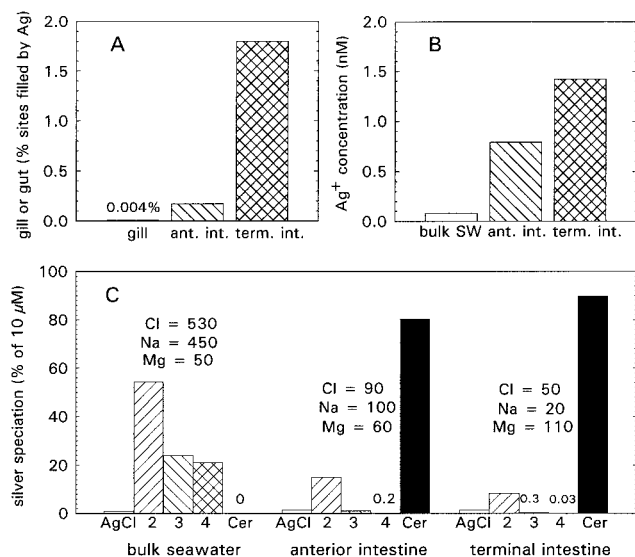 A
gill or gut (% sites filled by Ag)
2.0
1.5
1.0
0.5
0.0
0.004%
gill ant. int. term. int.
B
Ag+ concentration (nM)
2.0
1.5
1.0
0.5
0.0
bulk SW ant. int. term. int.
C
silver speciation (% of 10 µM)
100
80
60
40
20
0
Cl = 530
Na = 450
Mg = 50
0
Cl = 90
Na = 100
Mg = 60
0.2
Cl = 50
Na = 20
Mg = 110
0.3 0.03
AgCl 2 3 4 Cer AgCl 2 3 4 Cer AgCl 2 3 4 Cer
bulk seawater anterior intestine terminal intestine